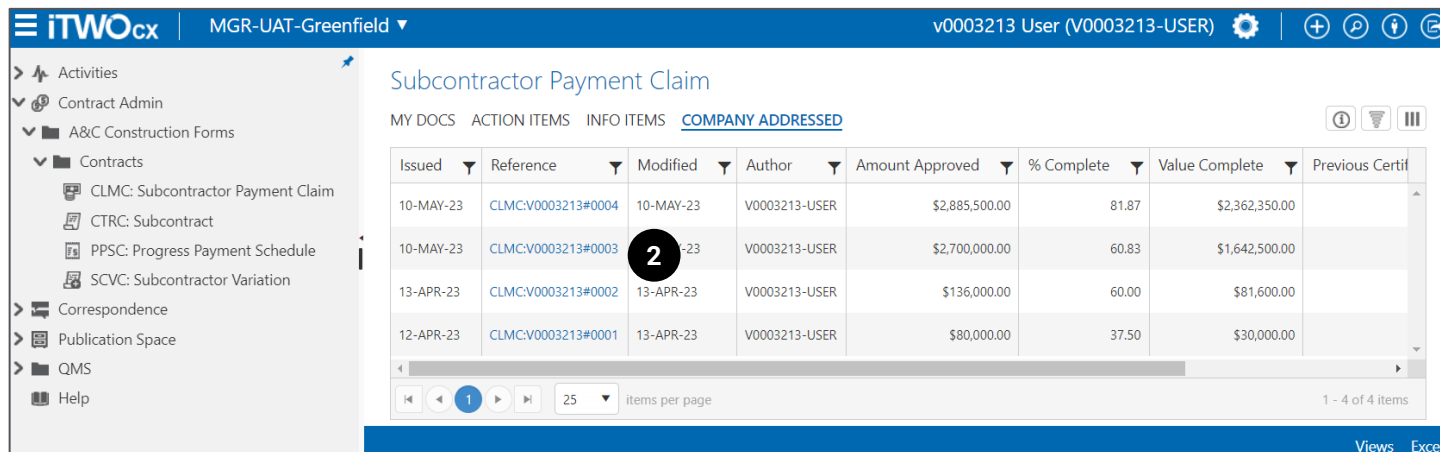 iTWOcx MGR-UAT-Greenfield ▼ v0003213 User (V0003213-USER)
Activities
Contract Admin
A&C Construction Forms
Contracts
CLMC: Subcontractor Payment Claim
CTRC: Subcontract
PPSC: Progress Payment Schedule
SCVC: Subcontractor Variation
Correspondence
Publication Space
QMS
Help
Subcontractor Payment Claim
MY DOCS ACTION ITEMS INFO ITEMS COMPANY ADDRESSED
Issued Reference Modified Author Amount Approved % Complete Value Complete Previous Certif
10-MAY-23 CLMC:V0003213#0004 10-MAY-23 V0003213-USER $2,885,500.00 81.87 $2,362,350.00
10-MAY-23 CLMC:V0003213#0003 2 -23 V0003213-USER $2,700,000.00 60.83 $1,642,500.00
13-APR-23 CLMC:V0003213#0002 13-APR-23 V0003213-USER $136,000.00 60.00 $81,600.00
12-APR-23 CLMC:V0003213#0001 13-APR-23 V0003213-USER $80,000.00 37.50 $30,000.00
1 25 ▼ items per page 1 - 4 of 4 items
Views Exce